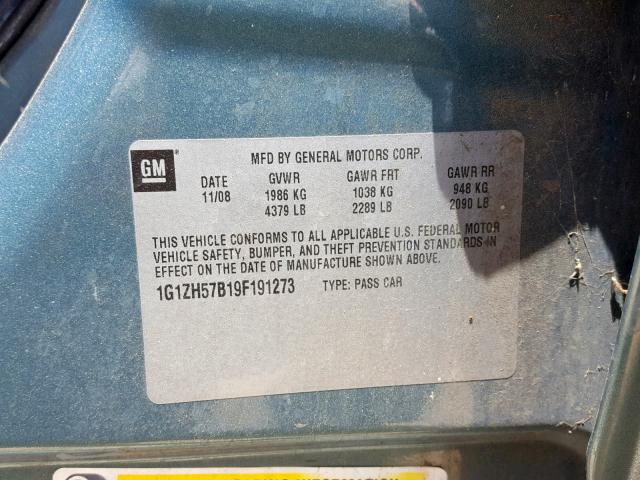 GM
MFD BY GENERAL MOTORS CORP.
DATE GVWR GAWR FRT GAWR RR
11/08 1986 KG 1038 KG 948 KG
4379 LB 2289 LB 2090 LB
THIS VEHICLE CONFORMS TO ALL APPLICABLE U.S. FEDERAL MOTOR
VEHICLE SAFETY, BUMPER, AND THEFT PREVENTION STANDARDS IN
EFFECT ON THE DATE OF MANUFACTURE SHOWN ABOVE.
1G1ZH57B19F191273 TYPE: PASS CAR